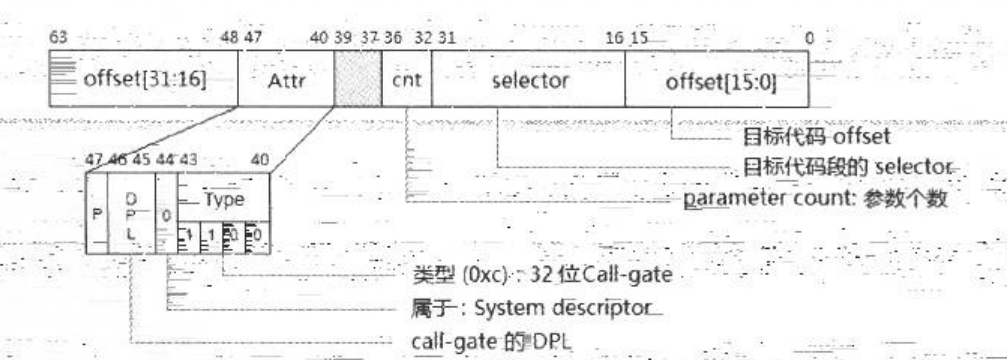 63 48 47 40 39 37 36 32 31 16 15 0
offset[31:16] Attr cnt selector offset[15:0]
目标代码 offset
47 46 45 44 43 40
目标代码段的 selector
P DPL 0 Type
parameter count: 参数个数
1 1 0 0
类型 (0xc) : 32 位Call-gate
属于 : System descriptor
call-gate 的 DPL